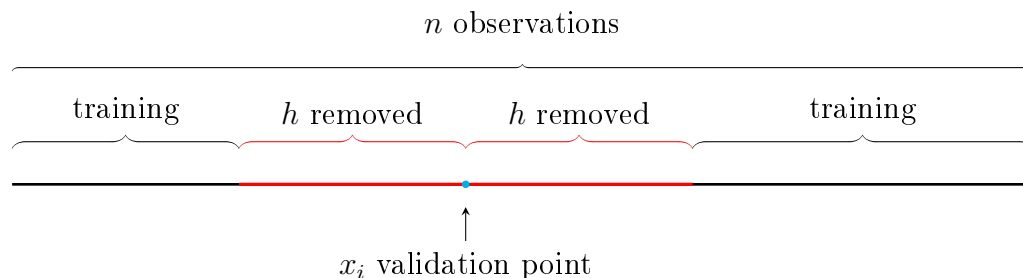 n observations
training h removed h removed training
x_i validation point